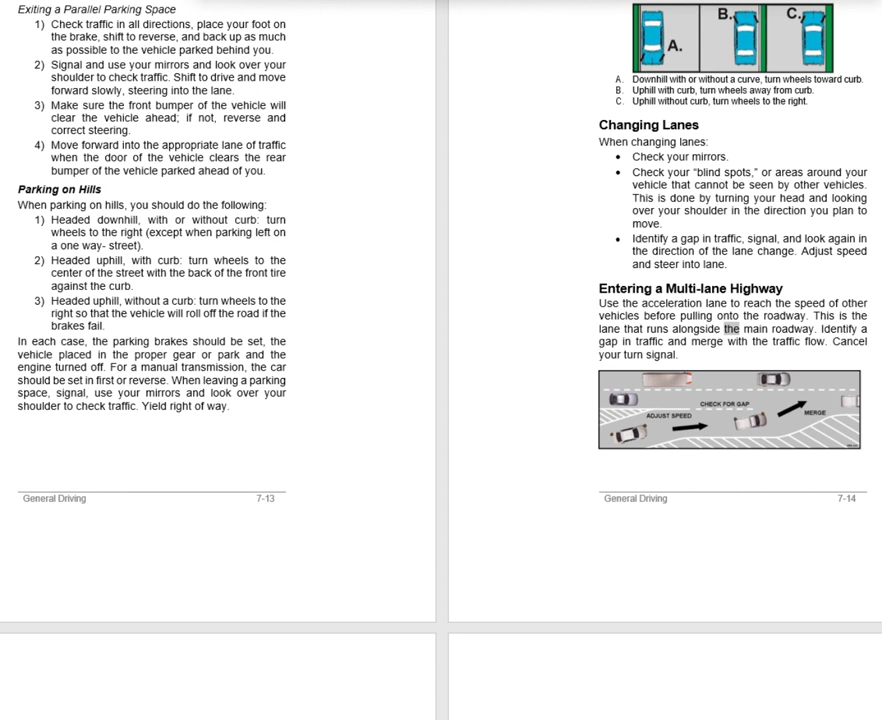 Exiting a Parallel Parking Space
1) Check traffic in all directions, place your foot on
the brake, shift to reverse, and back up as much
as possible to the vehicle parked behind you.
2) Signal and use your mirrors and look over your
shoulder to check traffic. Shift to drive and move
forward slowly, steering into the lane.
3) Make sure the front bumper of the vehicle will
clear the vehicle ahead; if not, reverse and
correct steering.
4) Move forward into the appropriate lane of traffic
when the door of the vehicle clears the rear
bumper of the vehicle parked ahead of you.
Parking on Hills
When parking on hills, you should do the following:
1) Headed downhill, with or without curb: turn
wheels to the right (except when parking left on
a one way- street).
2) Headed uphill, with curb: turn wheels to the
center of the street with the back of the front tire
against the curb.
3) Headed uphill, without a curb: turn wheels to the
right so that the vehicle will roll off the road if the
brakes fail.
In each case, the parking brakes should be set, the
vehicle placed in the proper gear or park and the
engine turned off. For a manual transmission, the car
should be set in first or reverse. When leaving a parking
space, signal, use your mirrors and look over your
shoulder to check traffic. Yield right of way.
General Driving 7-13
A. B. C.
A. Downhill with or without a curve, turn wheels toward curb.
B. Uphill with curb, turn wheels away from curb.
C. Uphill without curb, turn wheels to the right.
Changing Lanes
When changing lanes:
• Check your mirrors.
• Check your “blind spots,” or areas around your
vehicle that cannot be seen by other vehicles.
This is done by turning your head and looking
over your shoulder in the direction you plan to
move.
• Identify a gap in traffic, signal, and look again in
the direction of the lane change. Adjust speed
and steer into lane.
Entering a Multi-lane Highway
Use the acceleration lane to reach the speed of other
vehicles before pulling onto the roadway. This is the
lane that runs alongside the main roadway. Identify a
gap in traffic and merge with the traffic flow. Cancel
your turn signal.
CHECK FOR GAP
ADJUST SPEED
MERGE
General Driving 7-14